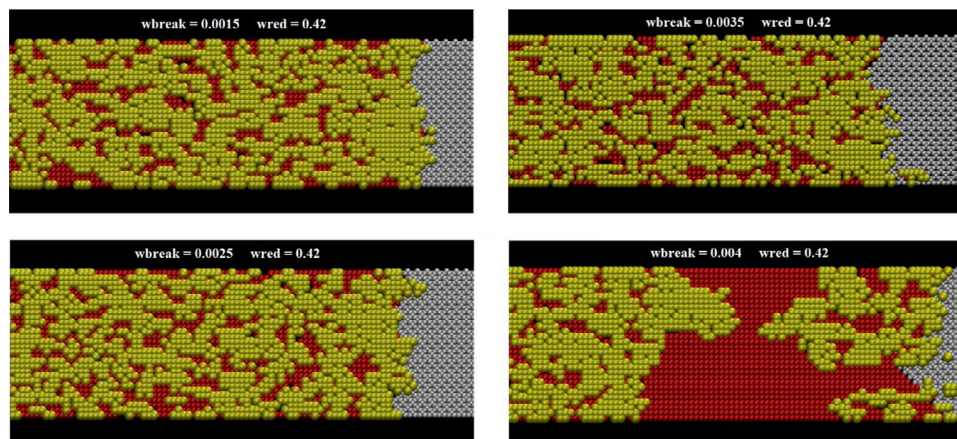 wbreak = 0.0015 wred = 0.42
wbreak = 0.0035 wred = 0.42
wbreak = 0.0025 wred = 0.42
wbreak = 0.004 wred = 0.42